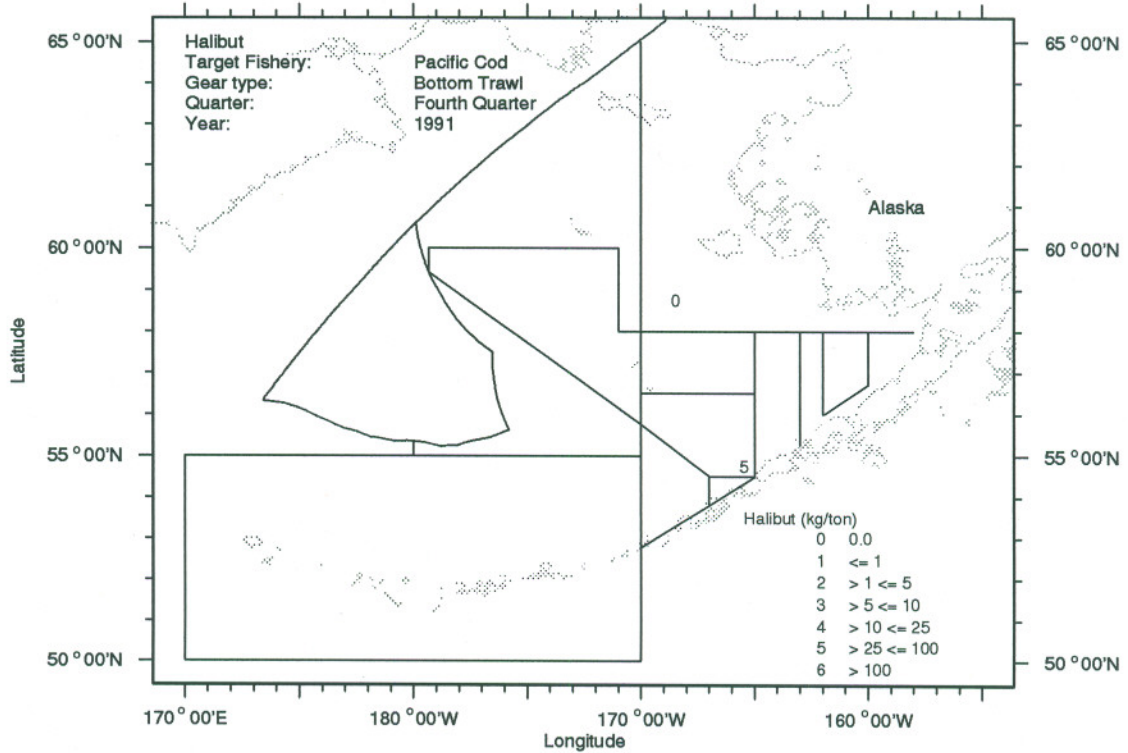 65°00'N
65°00'N
Halibut
Target Fishery: Pacific Cod
Gear type: Bottom Trawl
Quarter: Fourth Quarter
Year: 1991
Alaska
60°00'N
60°00'N
0
Latitude
55°00'N
55°00'N
5
Halibut (kg/ton)
0 0.0
1 <= 1
2 > 1 <= 5
3 > 5 <= 10
4 > 10 <= 25
5 > 25 <= 100
6 > 100
50°00'N
50°00'N
170°00'E
180°00'W
170°00'W
160°00'W
Longitude